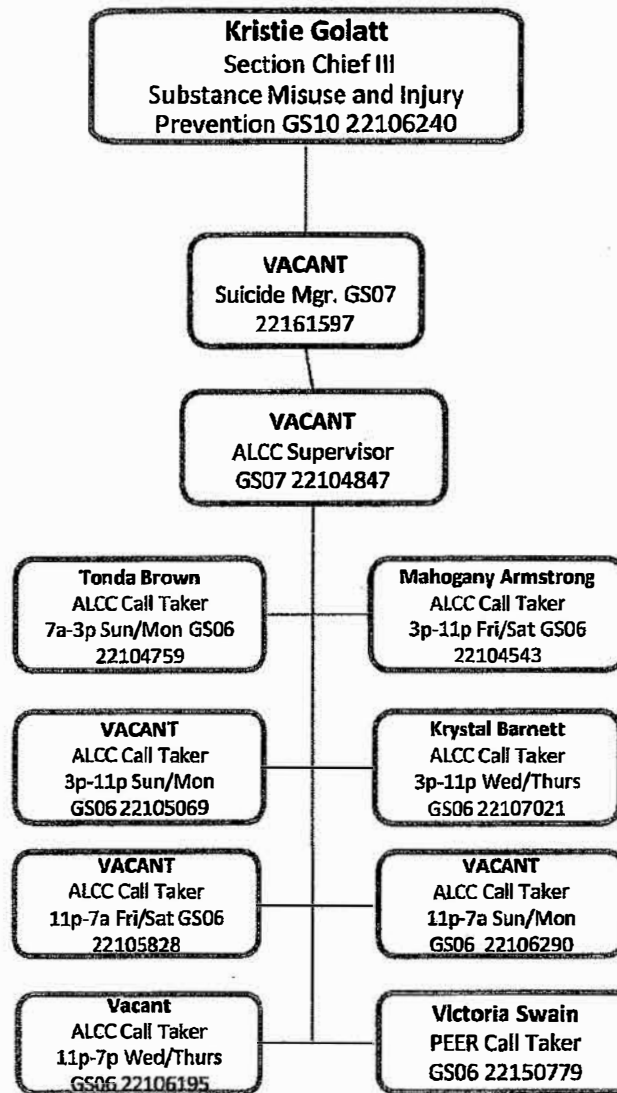 Kristie Golatt
Section Chief III
Substance Misuse and Injury
Prevention GS10 22106240
VACANT
Suicide Mgr. GS07
22161597
VACANT
ALCC Supervisor
GS07 22104847
Tonda Brown
ALCC Call Taker
7a-3p Sun/Mon GS06
22104759
Mahogany Armstrong
ALCC Call Taker
3p-11p Fri/Sat GS06
22104543
VACANT
ALCC Call Taker
3p-11p Sun/Mon
GS06 22105069
Krystal Barnett
ALCC Call Taker
3p-11p Wed/Thurs
GS06 22107021
VACANT
ALCC Call Taker
11p-7a Fri/Sat GS06
22105828
VACANT
ALCC Call Taker
11p-7a Sun/Mon
GS06 22106290
Vacant
ALCC Call Taker
11p-7p Wed/Thurs
GS06 22106195
Victoria Swain
PEER Call Taker
GS06 22150779